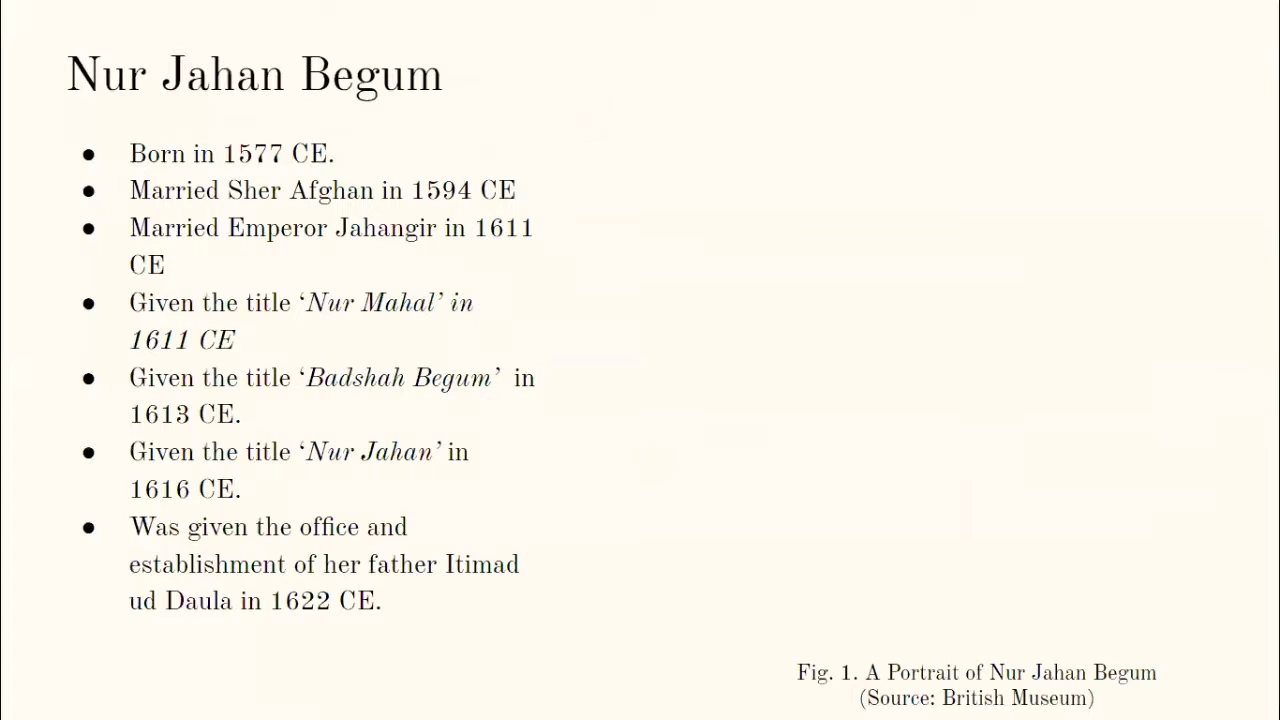 Nur Jahan Begum
● Born in 1577 CE.
● Married Sher Afghan in 1594 CE
● Married Emperor Jahangir in 1611
CE
● Given the title ‘Nur Mahal’ in
1611 CE
● Given the title ‘Badshah Begum’ in
1613 CE.
● Given the title ‘Nur Jahan’ in
1616 CE.
● Was given the office and
establishment of her father Itimad
ud Daula in 1622 CE.
Fig. 1. A Portrait of Nur Jahan Begum
(Source: British Museum)